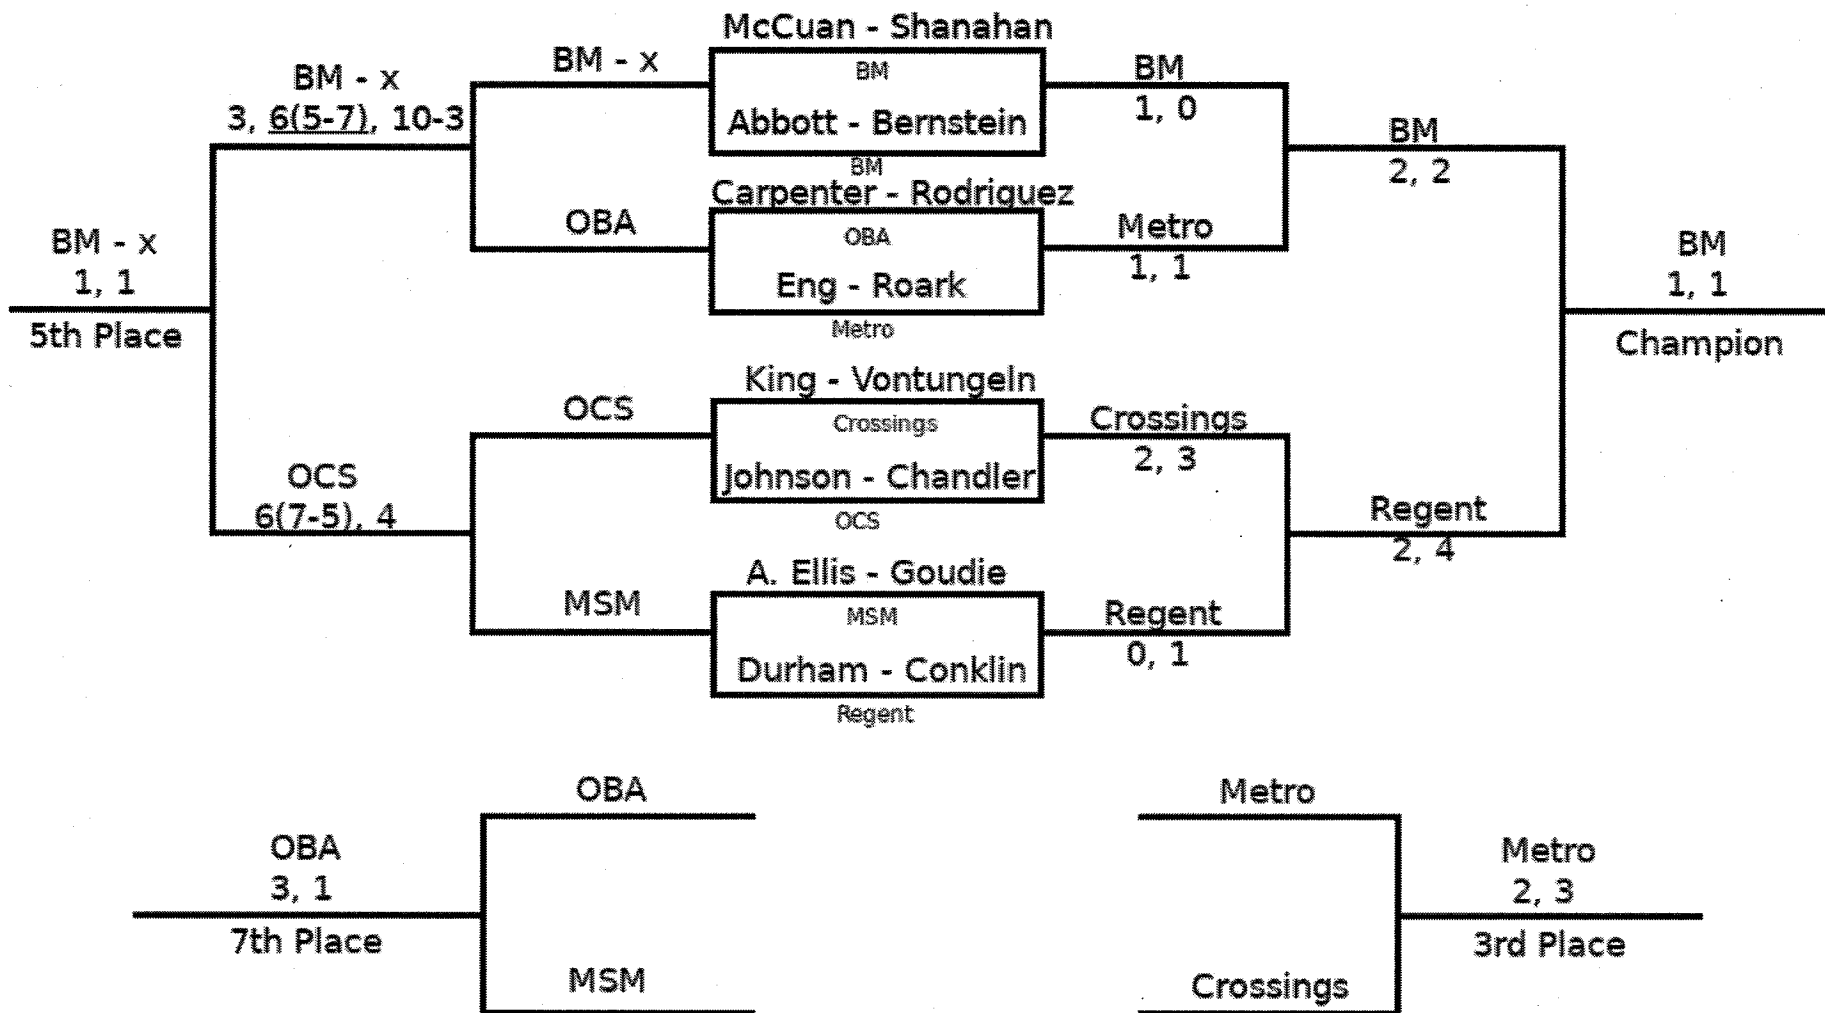 McCuan - Shanahan
BM - x
BM
BM
BM - x
3, 6(5-7), 10-3
1, 0
Abbott - Bernstein
BM
BM
2, 2
Carpenter - Rodriguez
OBA
Metro
OBA
1, 1
BM - x
1, 1
BM
1, 1
Eng - Roark
Metro
5th Place
Champion
King - Vontungeln
OCS
Crossings
Crossings
2, 3
OCS
6(7-5), 4
Johnson - Chandler
OCS
Regent
2, 4
A. Ellis - Goudie
MSM
MSM
Regent
0, 1
Durham - Conklin
Regent
OBA
Metro
OBA
3, 1
Metro
2, 3
7th Place
3rd Place
MSM
Crossings